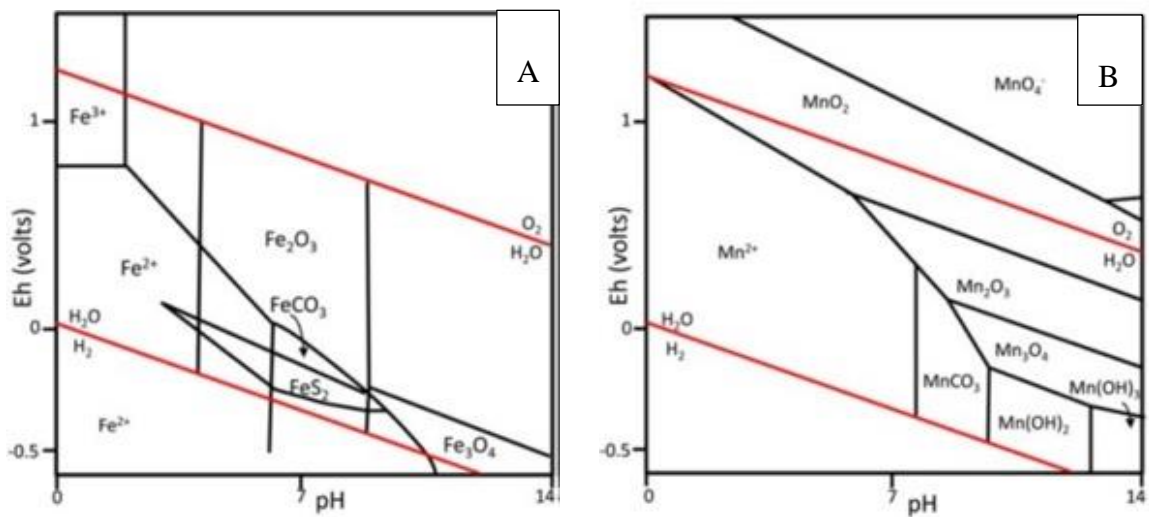 A
Fe³⁺
1
Eh (volts)
Fe₂O₃
O₂
H₂O
Fe²⁺
FeCO₃
0
H₂O
H₂
FeS₂
Fe²⁺
Fe₃O₄
-0.5
0
7
pH
14
B
MnO₄⁻
MnO₂
1
Eh (volts)
O₂
H₂O
Mn²⁺
Mn₂O₃
0
H₂O
H₂
Mn₃O₄
MnCO₃
Mn(OH)₃
Mn(OH)₂
-0.5
0
7
pH
14